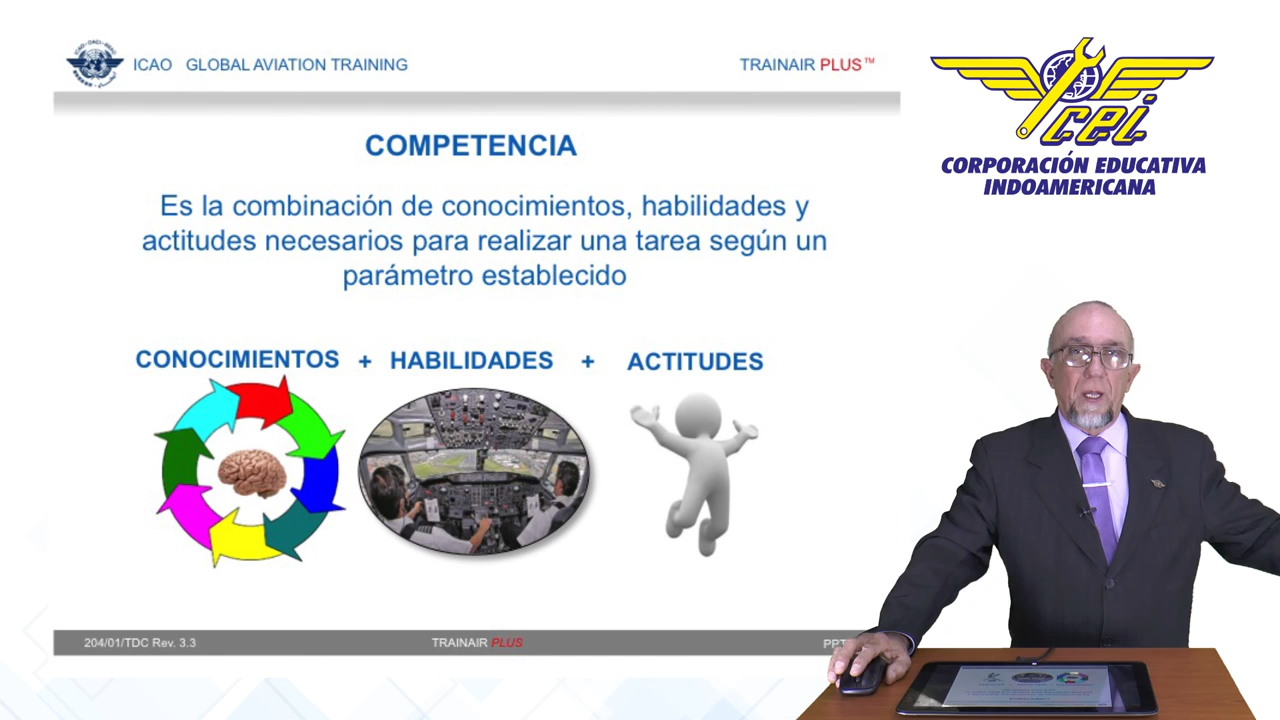 ICAO GLOBAL AVIATION TRAINING
TRAINAIR PLUS™
COMPETENCIA
Es la combinación de conocimientos, habilidades y
actitudes necesarios para realizar una tarea según un
parámetro establecido
CONOCIMIENTOS + HABILIDADES + ACTITUDES
204/01/TDC Rev. 3.3
TRAINAIR PLUS
cei
CORPORACIÓN EDUCATIVA
INDOAMERICANA